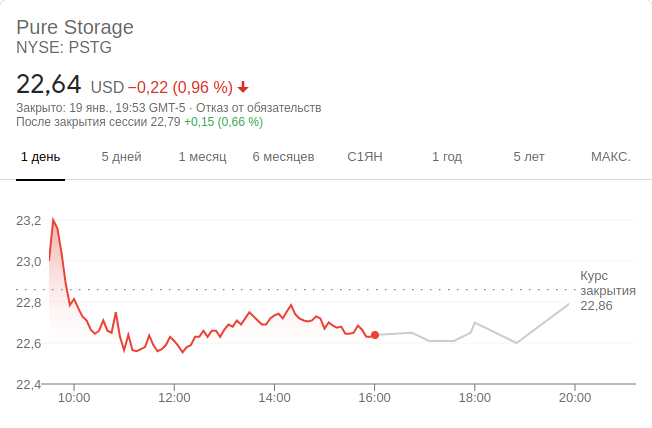 Pure Storage
NYSE: PSTG
22,64 USD −0,22 (0,96 %)
Закрыто: 19 янв., 19:53 GMT-5 · Отказ от обязательств
После закрытия сессии 22,79 +0,15 (0,66 %)
1 день 5 дней 1 месяц 6 месяцев С1ЯН 1 год 5 лет МАКС.
23,2
23,0
22,8
22,6
22,4
Курс
закрытия
22,86
10:00 12:00 14:00 16:00 18:00 20:00